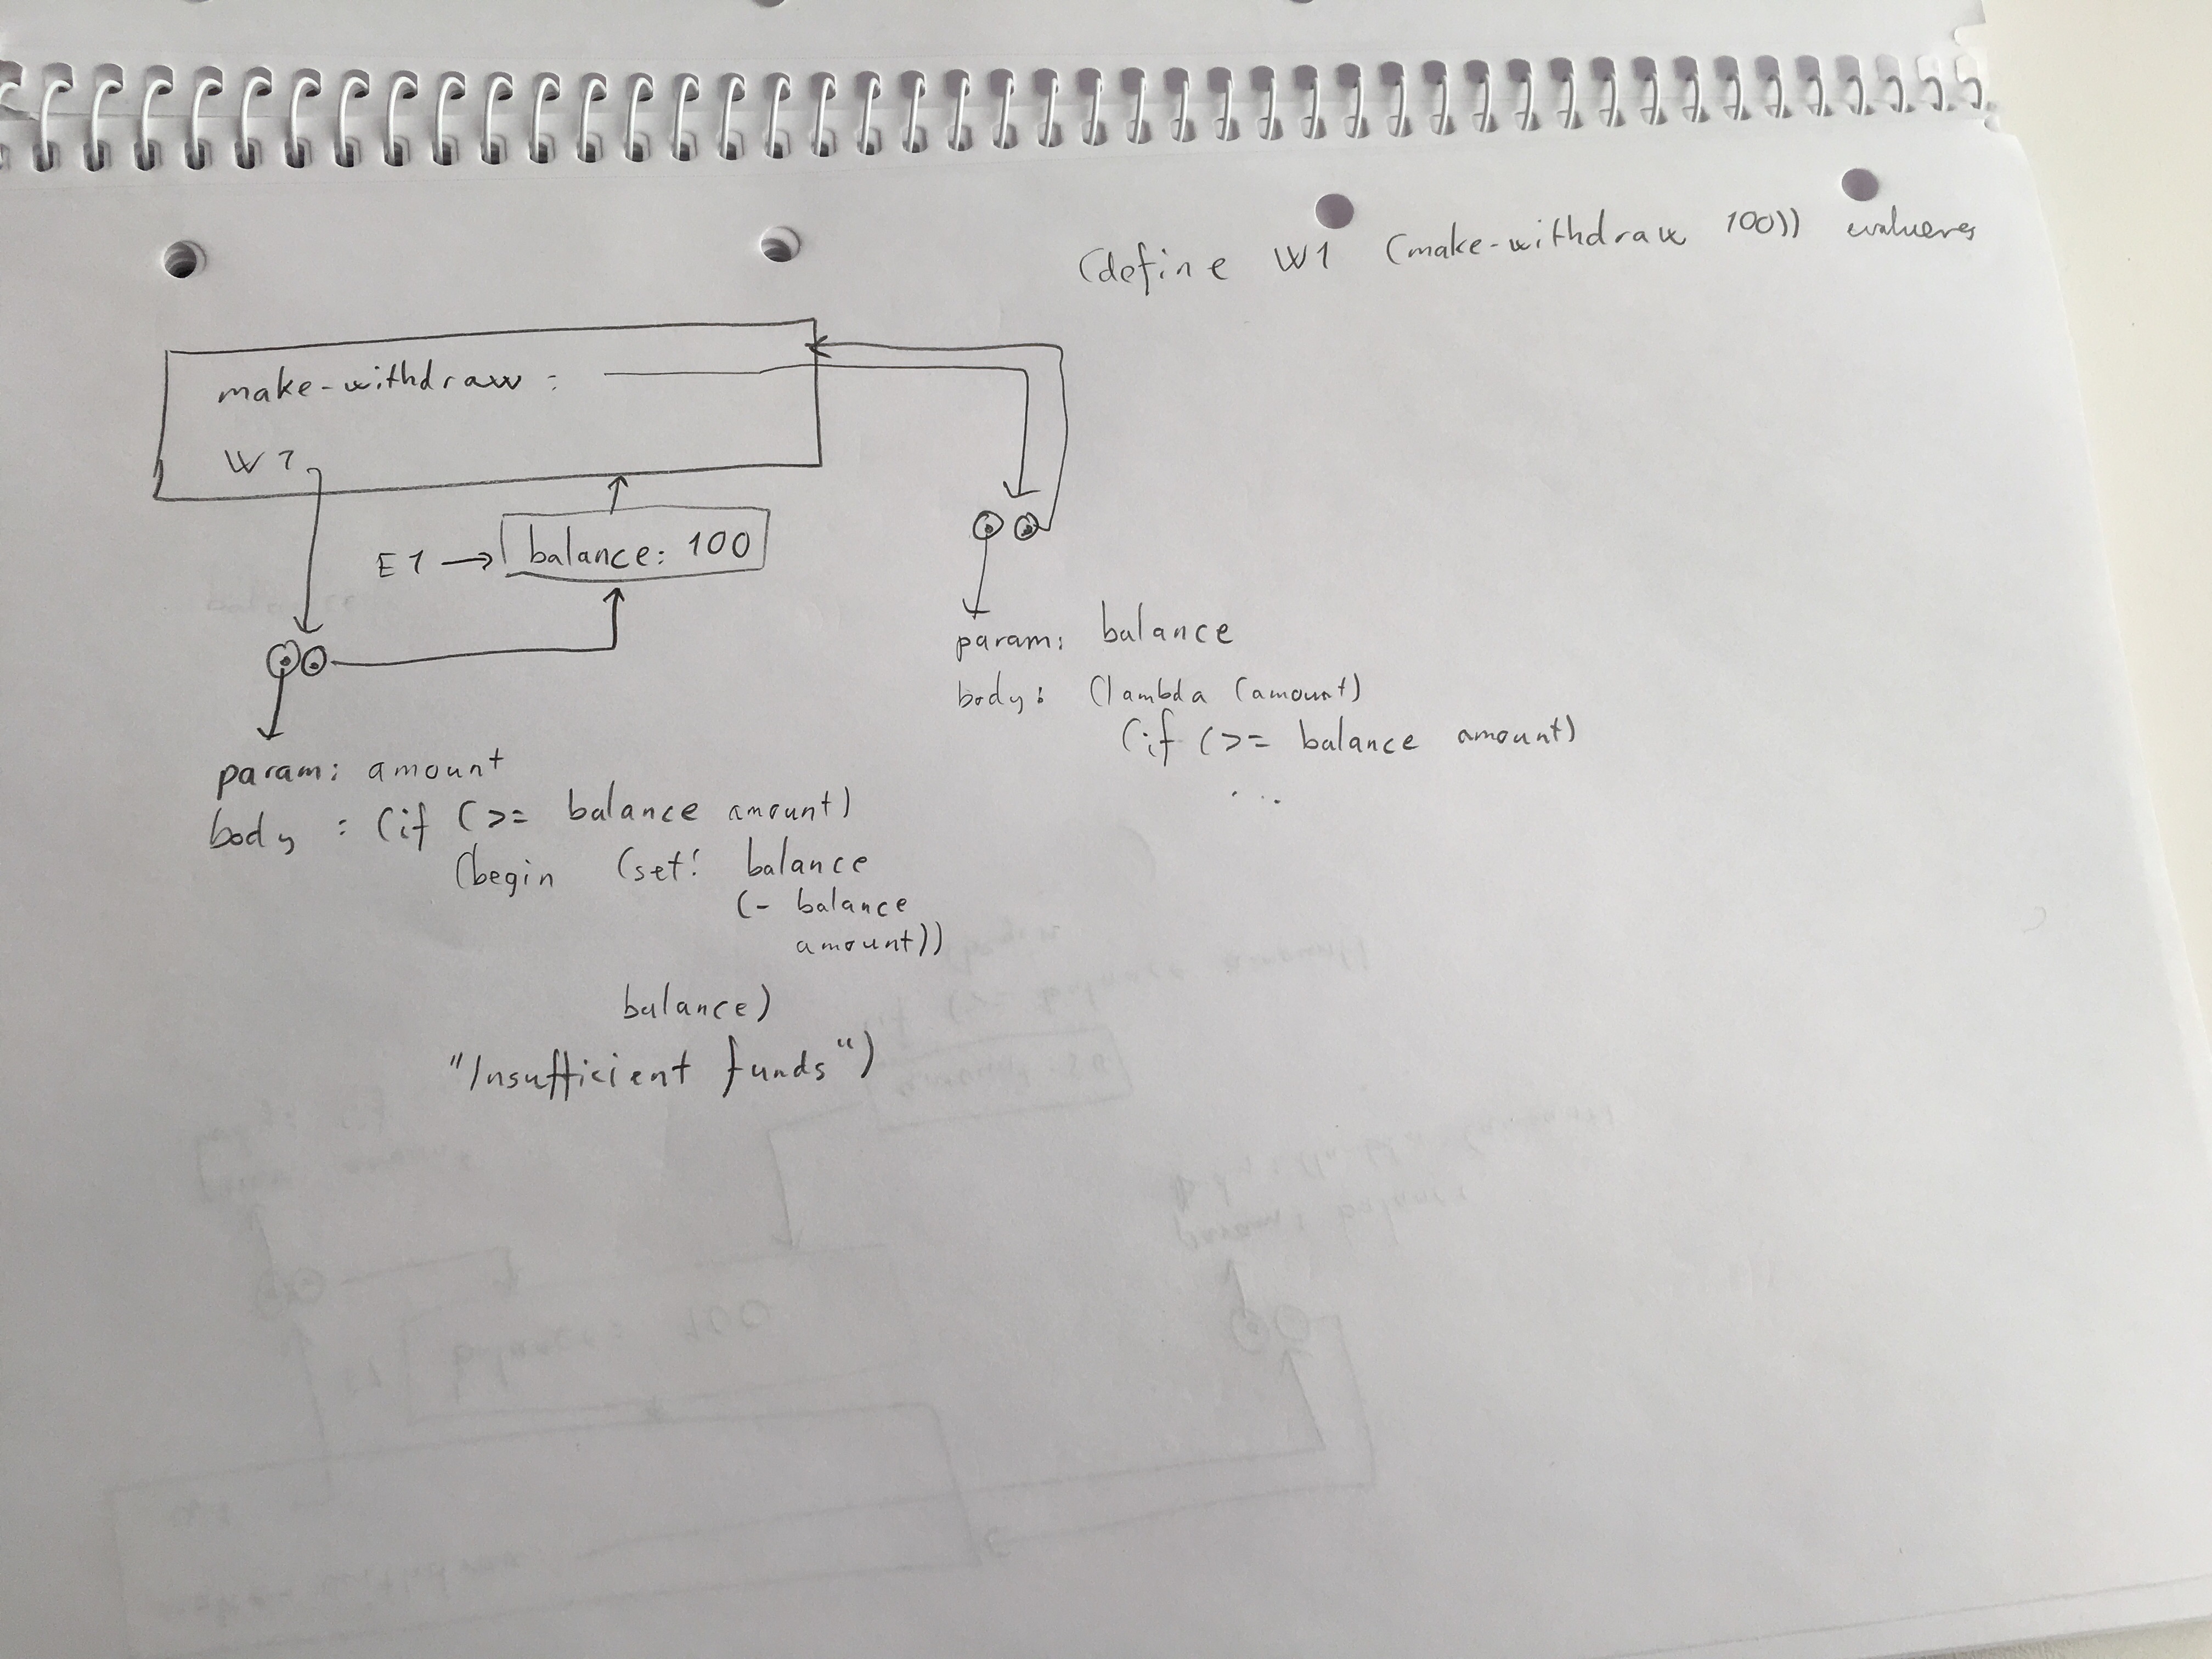 (define W1 (make-withdraw 100)) evalueres
make-withdraw :
W1
E1 → balance: 100
param: balance
body: (lambda (amount)
(if (>= balance amount)
...
param: amount
body : (if (>= balance amount)
(begin (set! balance
(- balance
amount))
balance)
"Insufficient funds")